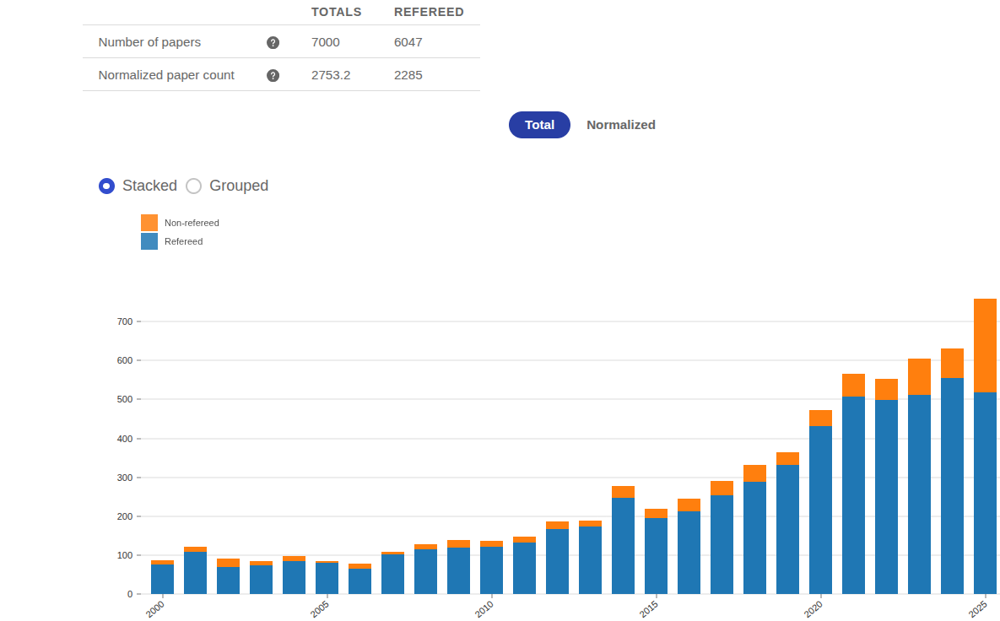 TOTALS REFEREED
Number of papers ? 7000 6047
Normalized paper count ? 2753.2 2285
Total Normalized
Stacked Grouped
Non-refereed
Refereed
700
600
500
400
300
200
100
0
2000 2005 2010 2015 2020 2025